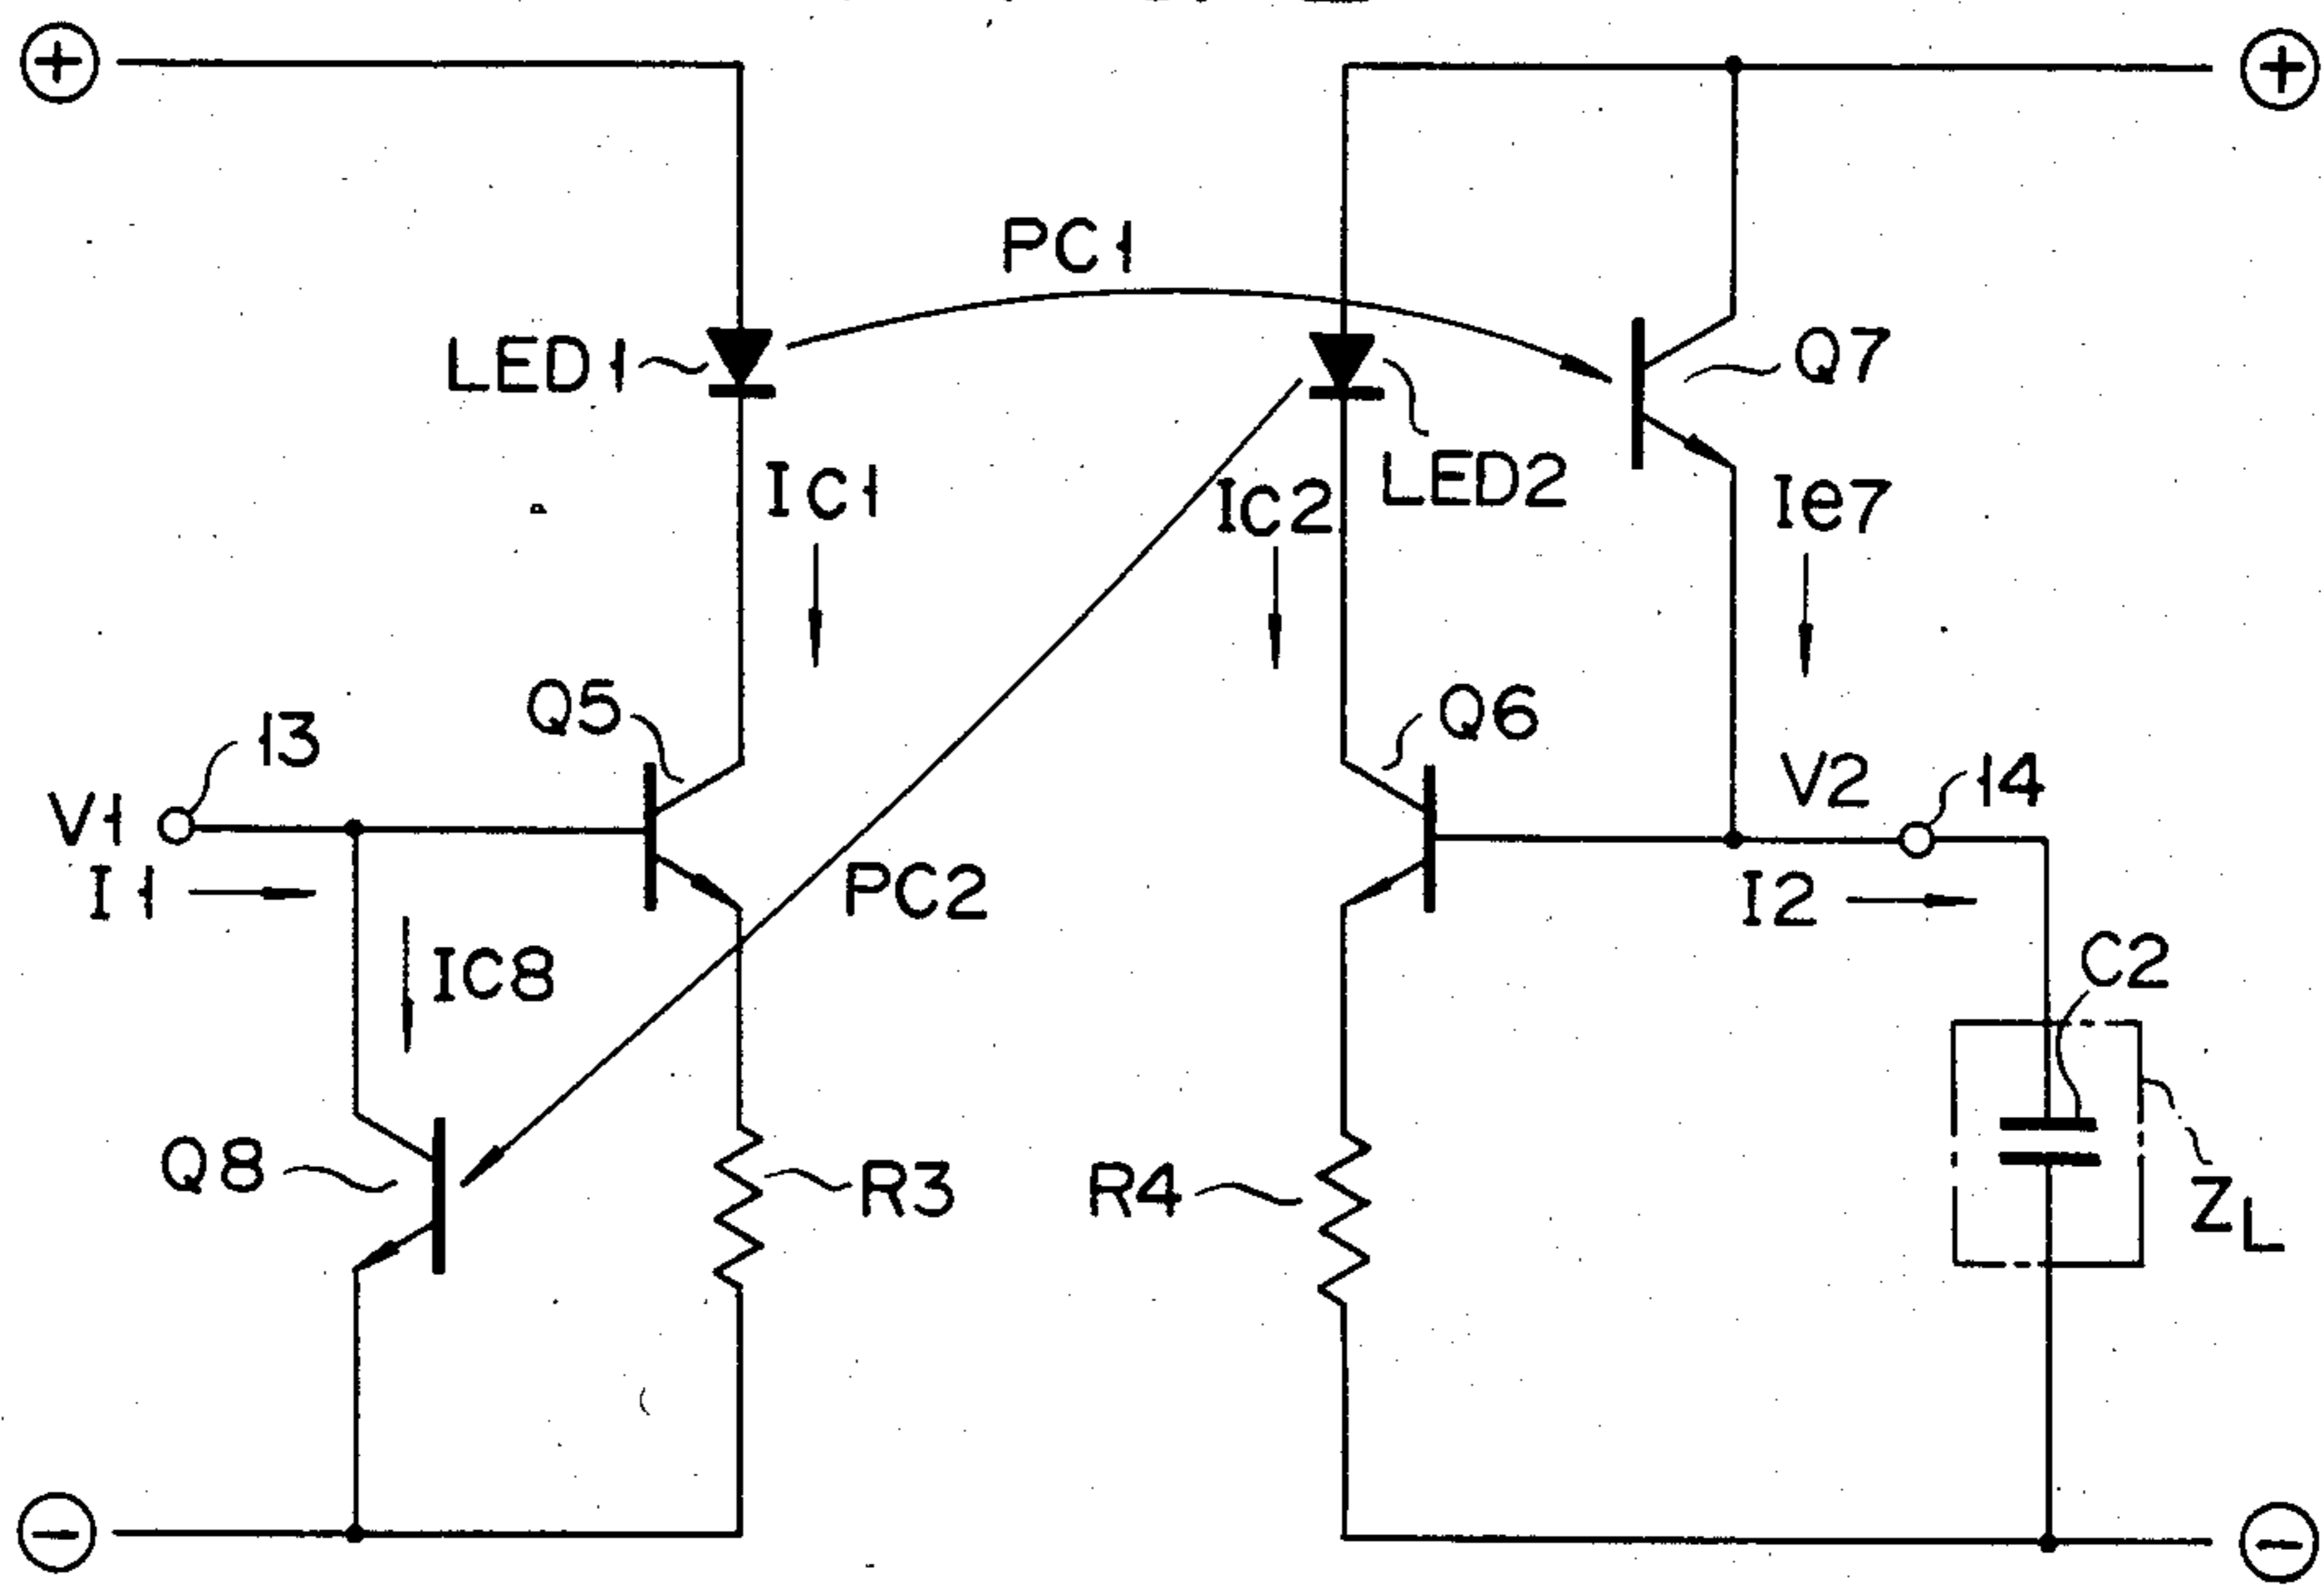 +
+
PC1
LED1
Q7
LED2
IC1
IC2
Ie7
Q5
Q6
13
V1
V2
14
I1
PC2
I2
IC8
C2
Q8
R3
R4
ZL
−
−